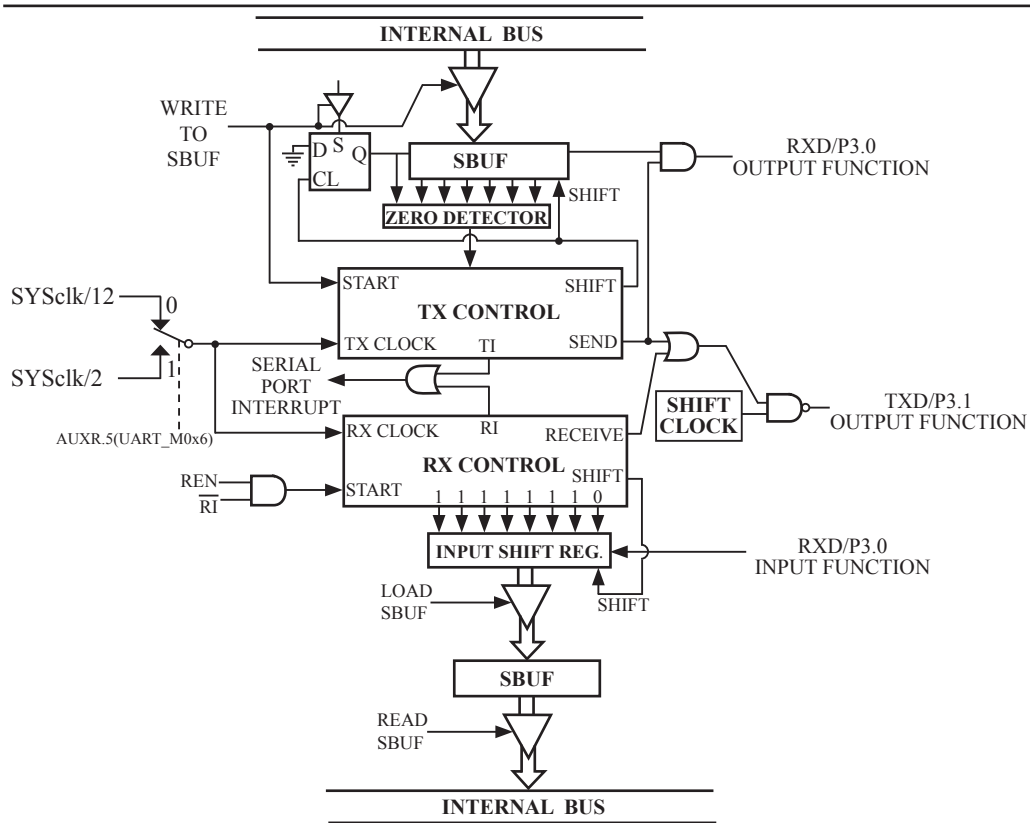 INTERNAL BUS
WRITE
TO
SBUF
D
S
Q
CL
SBUF
SHIFT
RXD/P3.0
OUTPUT FUNCTION
ZERO DETECTOR
START
SHIFT
TX CONTROL
SYSclk/12
0
TX CLOCK
TI
SEND
SYSclk/2
1
SERIAL
PORT
INTERRUPT
SHIFT
CLOCK
TXD/P3.1
OUTPUT FUNCTION
AUXR.5(UART_M0x6)
RX CLOCK
RI
RECEIVE
RX CONTROL
SHIFT
REN
RI
START
1 1 1 1 1 1 1 0
INPUT SHIFT REG.
RXD/P3.0
INPUT FUNCTION
LOAD
SBUF
SHIFT
SBUF
READ
SBUF
INTERNAL BUS